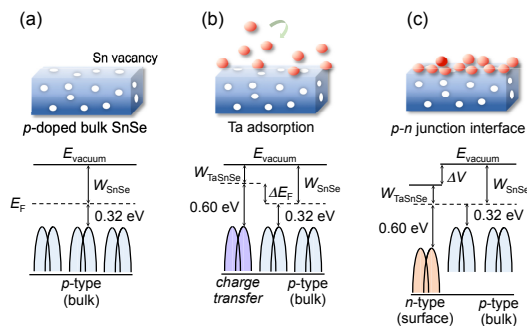 (a)
Sn vacancy
p-doped bulk SnSe
E_vacuum
W_SnSe
E_F
0.32 eV
p-type
(bulk)
(b)
Ta adsorption
E_vacuum
W_TaSnSe
W_SnSe
ΔE_F
0.60 eV
0.32 eV
charge
transfer
p-type
(bulk)
(c)
p-n junction interface
E_vacuum
ΔV
W_TaSnSe
W_SnSe
0.60 eV
0.32 eV
n-type
(surface)
p-type
(bulk)